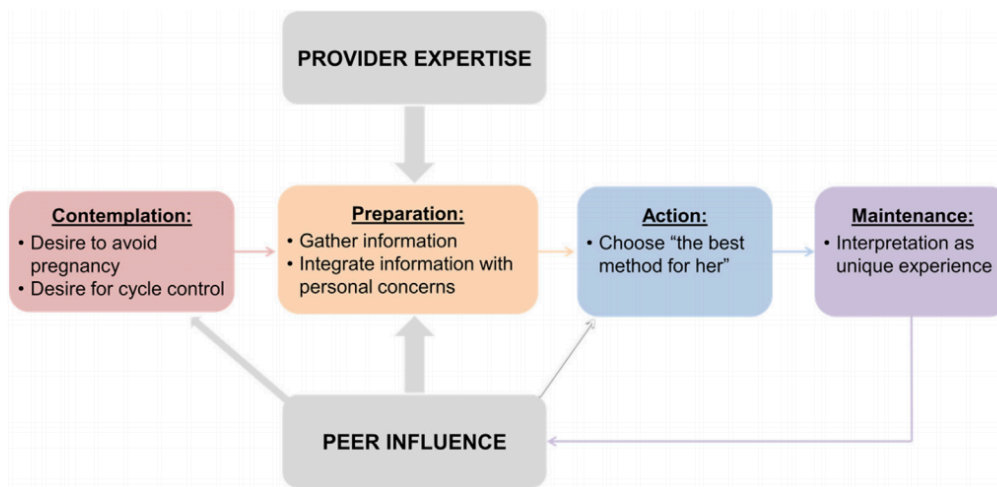 PROVIDER EXPERTISE
Contemplation:
• Desire to avoid
pregnancy
• Desire for cycle control
Preparation:
• Gather information
• Integrate information with
personal concerns
Action:
• Choose “the best
method for her”
Maintenance:
• Interpretation as
unique experience
PEER INFLUENCE